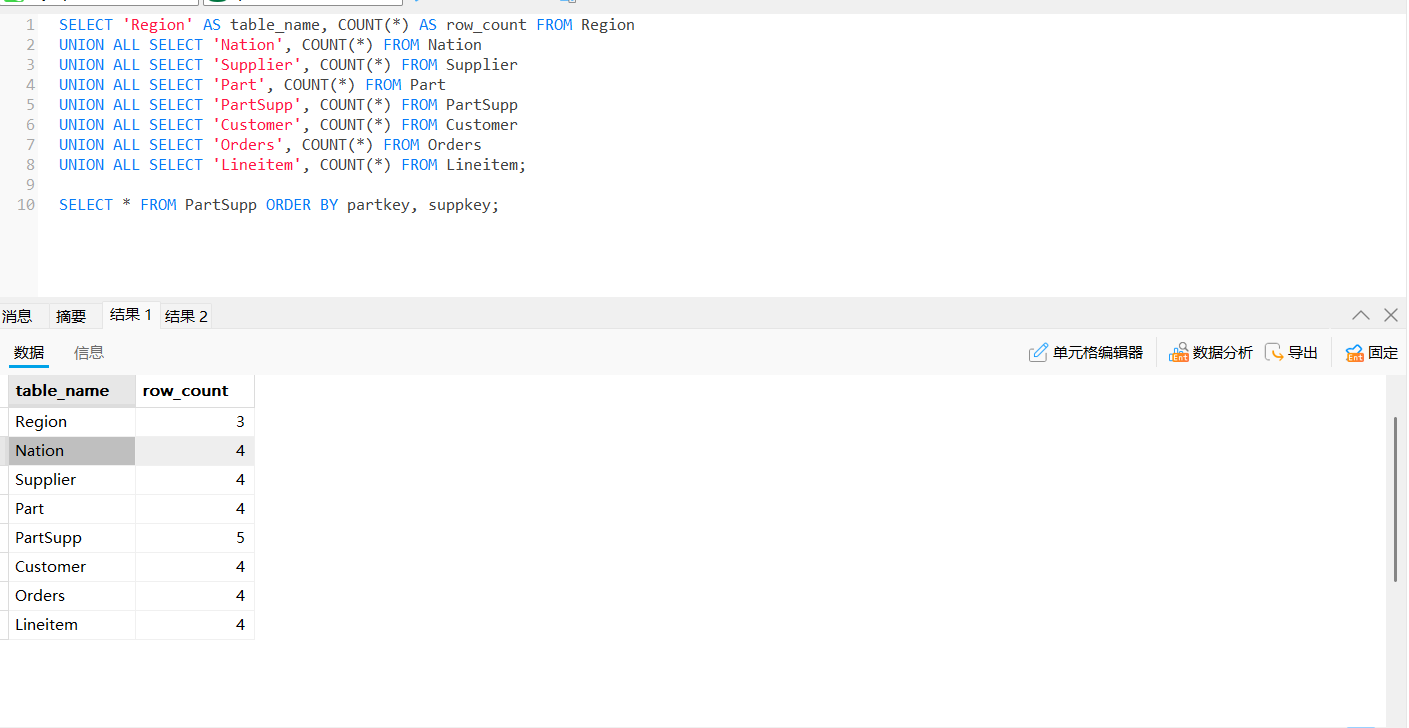 1 SELECT 'Region' AS table_name, COUNT(*) AS row_count FROM Region
2 UNION ALL SELECT 'Nation', COUNT(*) FROM Nation
3 UNION ALL SELECT 'Supplier', COUNT(*) FROM Supplier
4 UNION ALL SELECT 'Part', COUNT(*) FROM Part
5 UNION ALL SELECT 'PartSupp', COUNT(*) FROM PartSupp
6 UNION ALL SELECT 'Customer', COUNT(*) FROM Customer
7 UNION ALL SELECT 'Orders', COUNT(*) FROM Orders
8 UNION ALL SELECT 'Lineitem', COUNT(*) FROM Lineitem;
9
10 SELECT * FROM PartSupp ORDER BY partkey, suppkey;
消息 摘要 结果 1 结果 2
数据 信息 单元格编辑器 Ent 数据分析 导出 Ent 固定
table_name row_count
Region 3
Nation 4
Supplier 4
Part 4
PartSupp 5
Customer 4
Orders 4
Lineitem 4